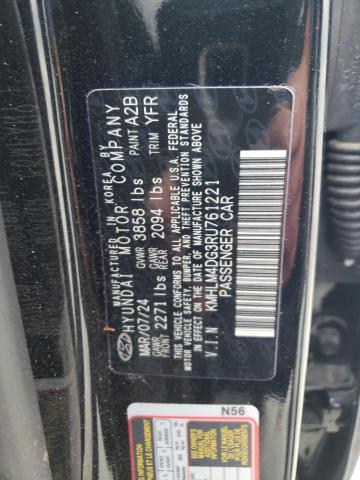 MANUFACTURED IN KOREA BY
HYUNDAI MOTOR COMPANY
MAR/07/24 GVWR 3858 lbs PAINT A2B
GAWR FRONT 2271 lbs GAWR REAR 2094 lbs TRIM YFR
THIS VEHICLE CONFORMS TO ALL APPLICABLE U.S.A. FEDERAL
MOTOR VEHICLE SAFETY, BUMPER, AND THEFT PREVENTION STANDARDS
IN EFFECT ON THE DATE OF MANUFACTURE SHOWN ABOVE
V.I.N KMHLM4DG3RU761221
PASSENGER CAR
N56